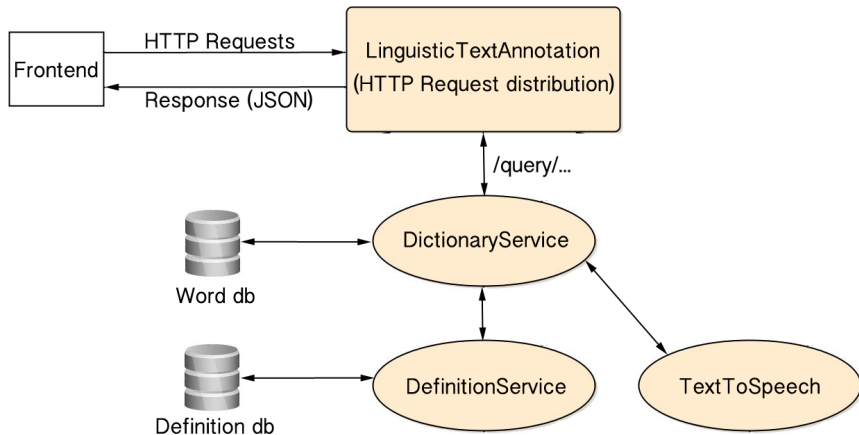 HTTP Requests
Frontend
Response (JSON)
LinguisticTextAnnotation
(HTTP Request distribution)
/query/...
DictionaryService
Word db
DefinitionService
TextToSpeech
Definition db